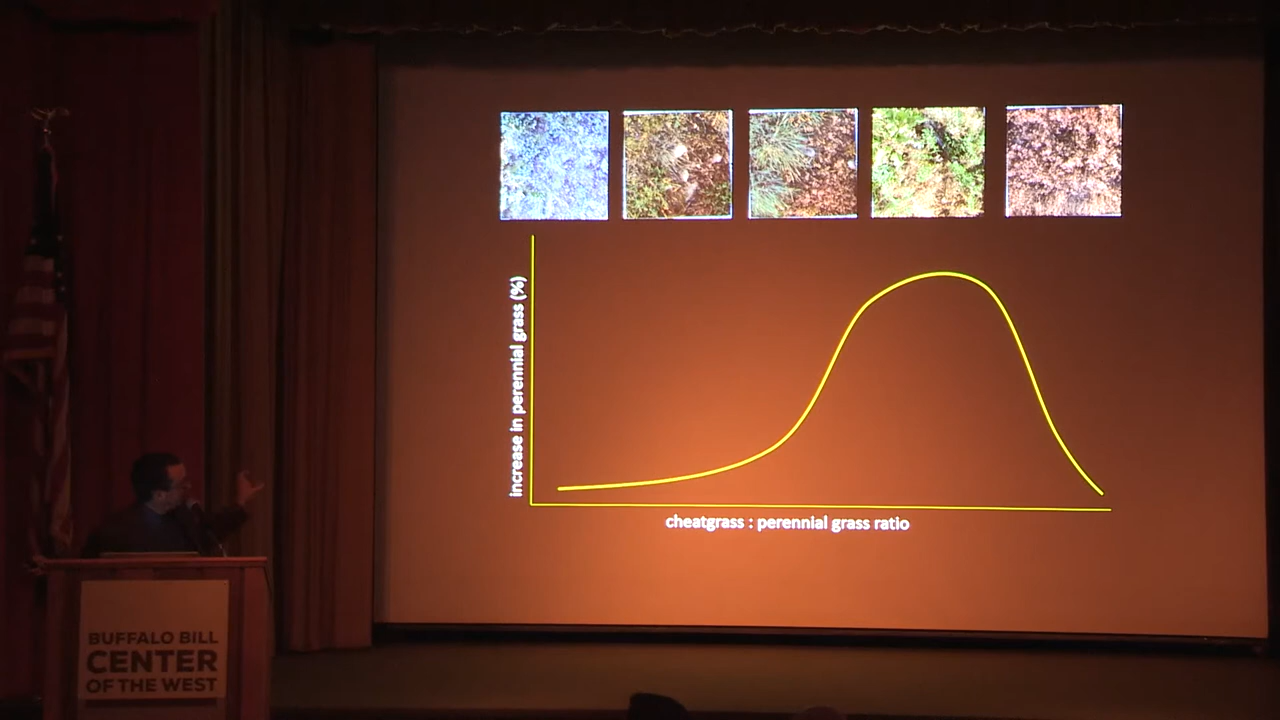 increase in perennial grass (%)
cheatgrass : perennial grass ratio
BUFFALO BILL
CENTER
OF THE WEST